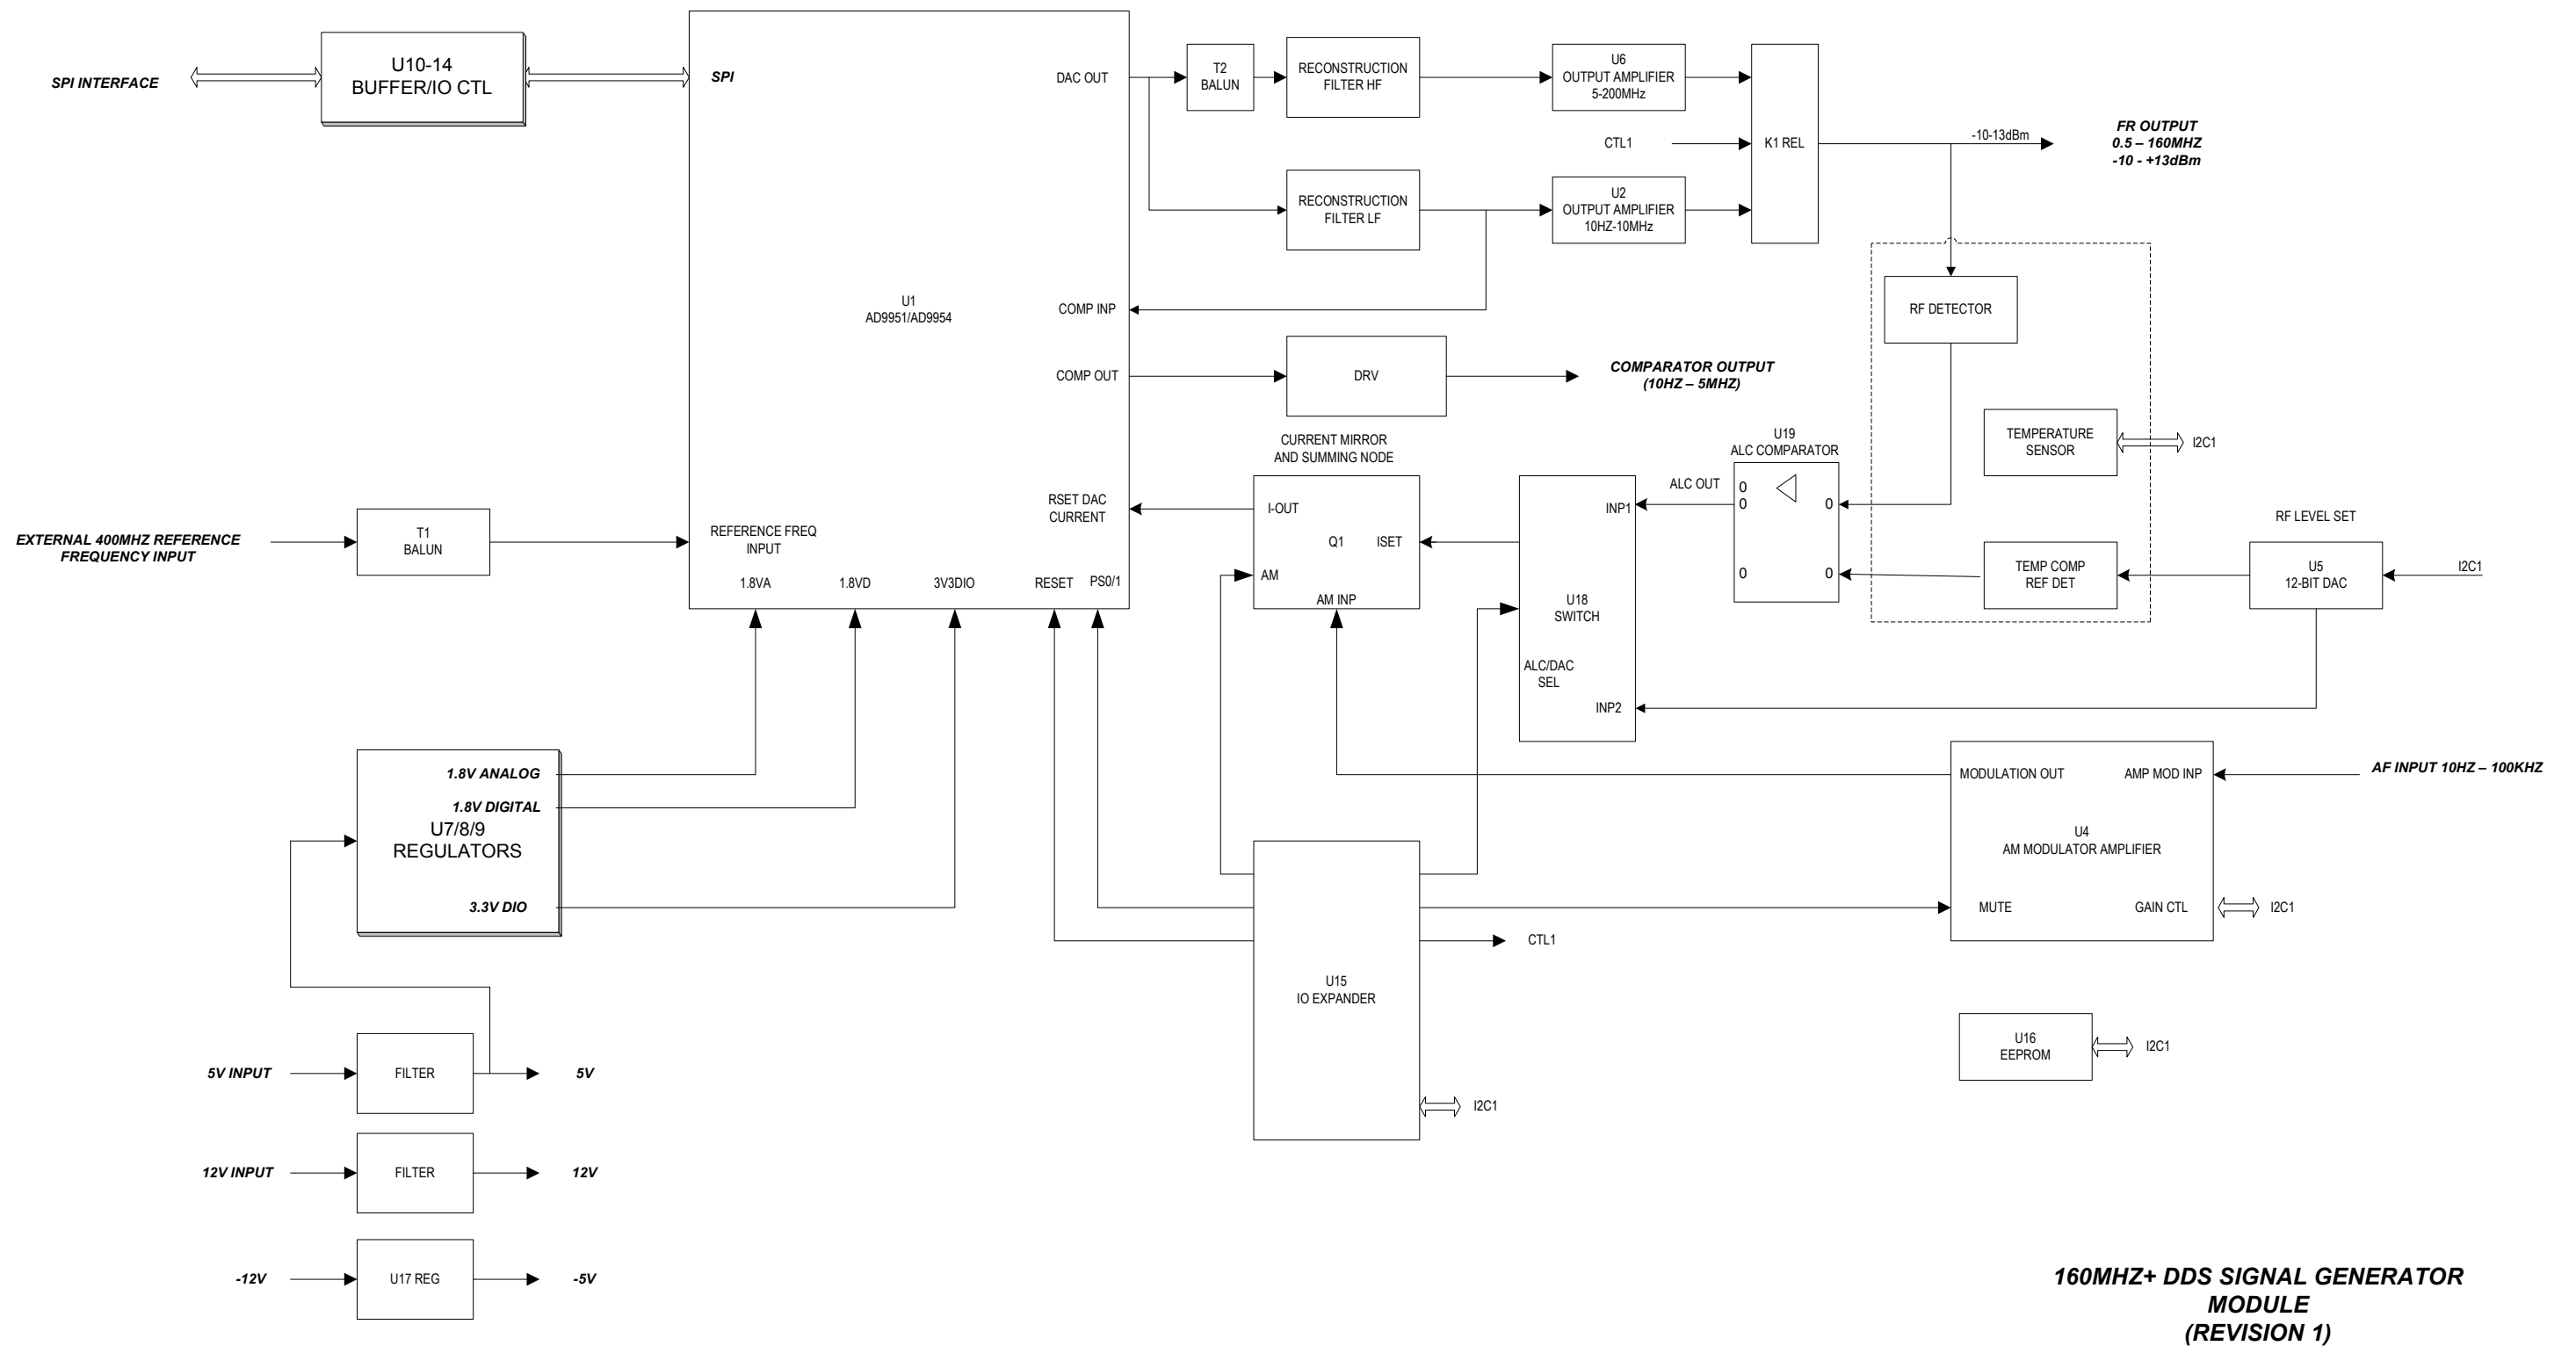 SPI INTERFACE
U10-14
BUFFER/IO CTL
SPI
DAC OUT
T2
BALUN
RECONSTRUCTION
FILTER HF
U6
OUTPUT AMPLIFIER
5-200MHz
CTL1
K1 REL
-10-13dBm
FR OUTPUT
0.5 – 160MHZ
-10 - +13dBm
RECONSTRUCTION
FILTER LF
U2
OUTPUT AMPLIFIER
10HZ-10MHz
U1
AD9951/AD9954
COMP INP
RF DETECTOR
COMP OUT
DRV
COMPARATOR OUTPUT
(10HZ – 5MHZ)
CURRENT MIRROR
AND SUMMING NODE
U19
ALC COMPARATOR
TEMPERATURE
SENSOR
I2C1
RSET DAC
CURRENT
I-OUT
Q1
ISET
AM
AM INP
INP1
ALC OUT
0
0
0
0
0
U18
SWITCH
ALC/DAC
SEL
INP2
TEMP COMP
REF DET
RF LEVEL SET
U5
12-BIT DAC
I2C1
EXTERNAL 400MHZ REFERENCE
FREQUENCY INPUT
T1
BALUN
REFERENCE FREQ
INPUT
1.8VA
1.8VD
3V3DIO
RESET
PS0/1
1.8V ANALOG
1.8V DIGITAL
U7/8/9
REGULATORS
3.3V DIO
MODULATION OUT
AMP MOD INP
AF INPUT 10HZ – 100KHZ
U4
AM MODULATOR AMPLIFIER
MUTE
GAIN CTL
I2C1
CTL1
U15
IO EXPANDER
I2C1
U16
EEPROM
I2C1
5V INPUT
FILTER
5V
12V INPUT
FILTER
12V
-12V
U17 REG
-5V
160MHZ+ DDS SIGNAL GENERATOR
MODULE
(REVISION 1)